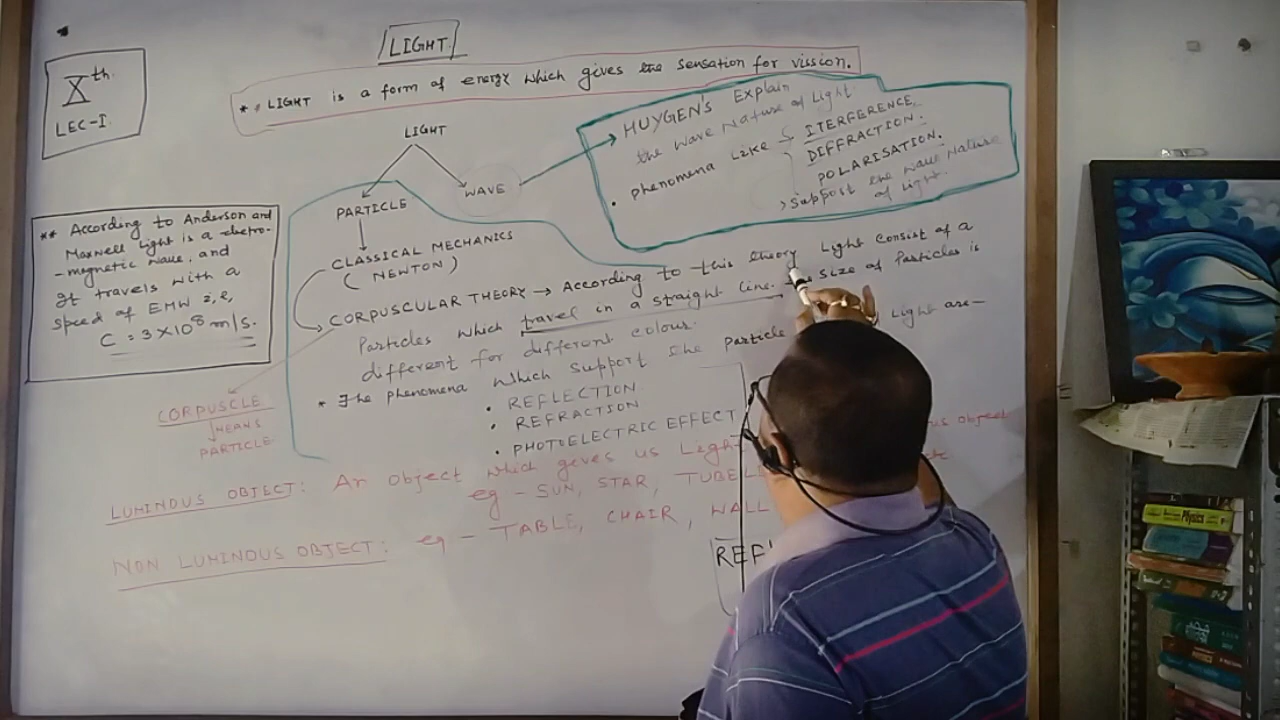 LIGHT
Xth
LEC-I
** LIGHT is a form of energy which gives the sensation for vission.
LIGHT
PARTICLE
WAVE
HUYGEN'S Explain
the wave Nature of Light.
• phenomena like
ITERFERENCE,
DIFFRACTION.
POLARISATION.
Support the wave Nature
of Light.
** According to Anderson and
Maxwell light is a electro-
-magnetic wave, and
It travels with a
speed of EMW i,e,
C = 3×10⁸ m/s.
CLASSICAL MECHANICS
(NEWTON)
CORPUSCULAR THEORY → According to this theory Light Consist of a
Particles which travel in a straight line. Size of Particles is
different for different colour.
* The phenomena which support the particle Light are-
• REFLECTION
• REFRACTION
• PHOTOELECTRIC EFFECT
CORPUSCLE
MEANS
PARTICLE
LUMINOUS OBJECT: An object which gives us Light object
eg - SUN, STAR,
NON LUMINOUS OBJECT: eg - TABLE, CHAIR, WALL
REF
Physics
PHYSICS